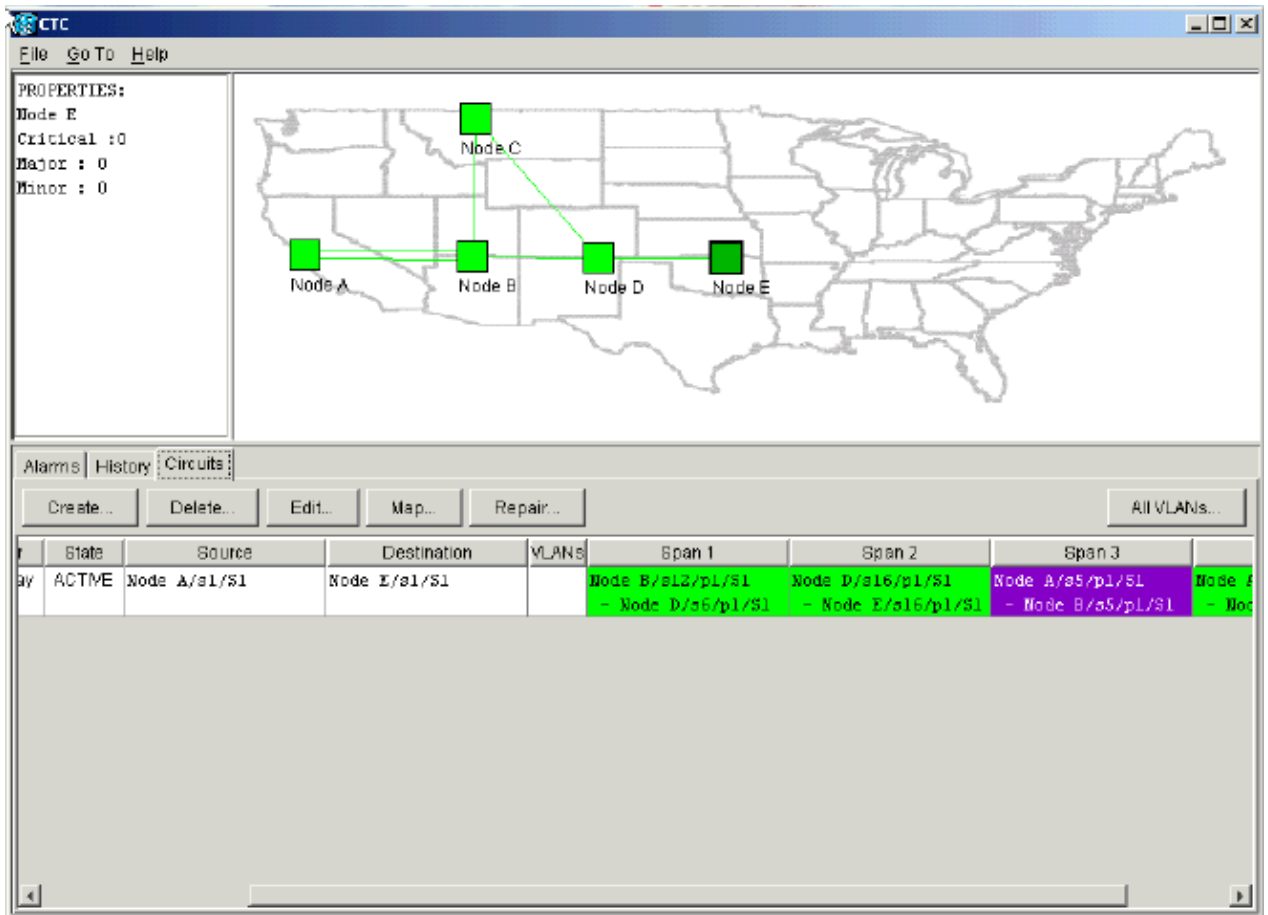 CTC
File Go To Help
PROPERTIES:
Node E
Critical :0
Major : 0
Minor : 0
Node C
Node A
Node B
Node D
Node E
Alarms History Circuits
Create... Delete... Edit... Map... Repair... All VLANs...
r State Source Destination VLANs Span 1 Span 2 Span 3
ay ACTIVE Node A/s1/S1 Node E/s1/S1 Node B/s12/p1/S1 Node D/s16/p1/S1 Node A/s5/p1/S1 Node
- Node D/s6/p1/S1 - Node E/s16/p1/S1 - Node B/s5/p1/S1 -